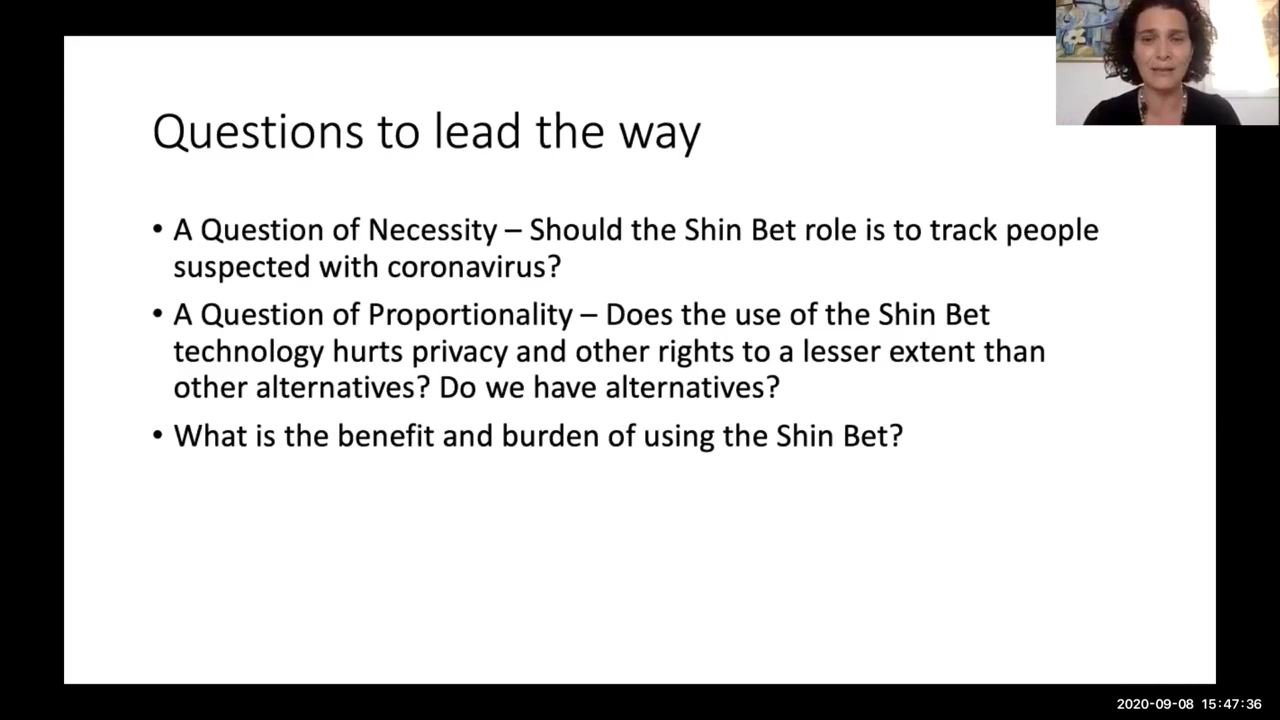 Questions to lead the way
• A Question of Necessity – Should the Shin Bet role is to track people
suspected with coronavirus?
• A Question of Proportionality – Does the use of the Shin Bet
technology hurts privacy and other rights to a lesser extent than
other alternatives? Do we have alternatives?
• What is the benefit and burden of using the Shin Bet?
2020-09-08 15:47:36